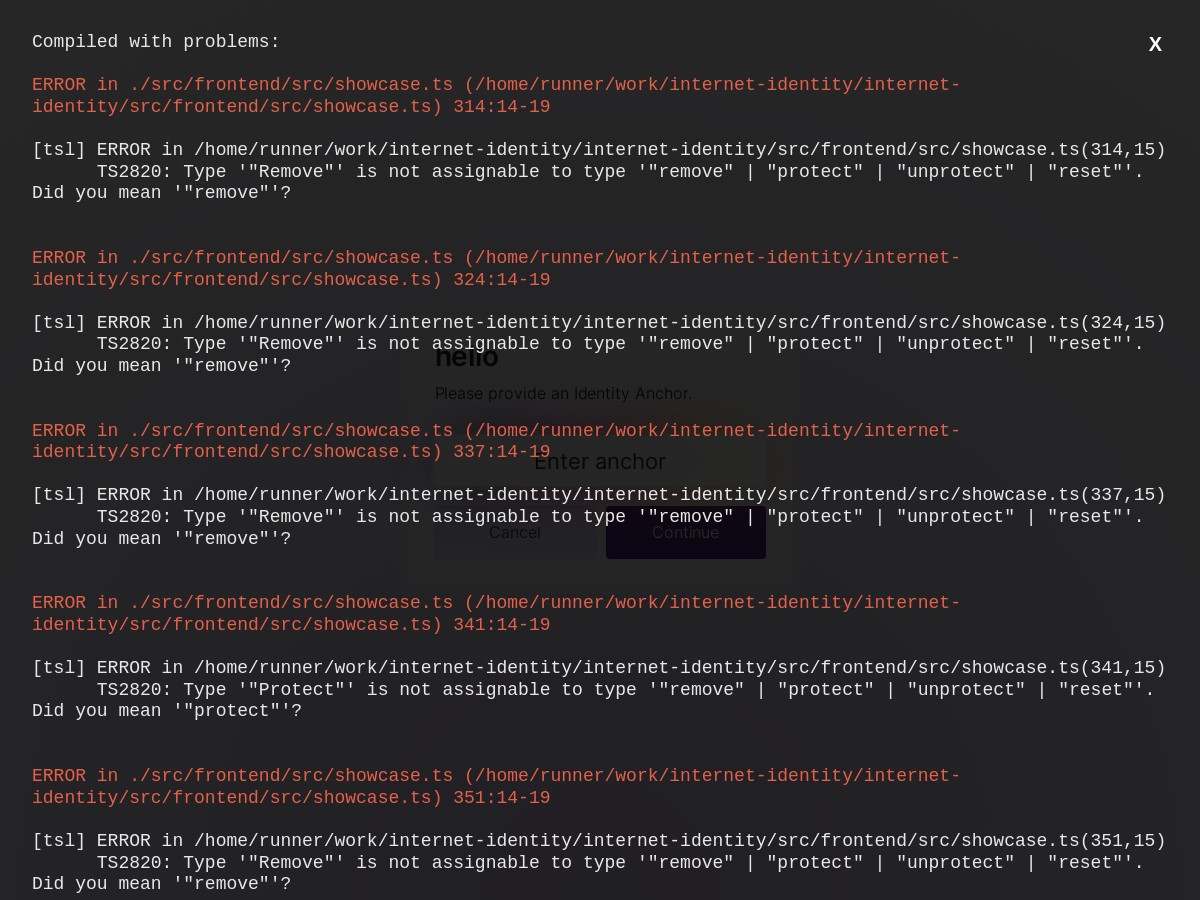 Compiled with problems:
X
ERROR in ./src/frontend/src/showcase.ts (/home/runner/work/internet-identity/internet-
identity/src/frontend/src/showcase.ts) 314:14-19
[tsl] ERROR in /home/runner/work/internet-identity/internet-identity/src/frontend/src/showcase.ts(314,15)
TS2820: Type '"Remove"' is not assignable to type '"remove" | "protect" | "unprotect" | "reset"'.
Did you mean '"remove"'?
ERROR in ./src/frontend/src/showcase.ts (/home/runner/work/internet-identity/internet-
identity/src/frontend/src/showcase.ts) 324:14-19
[tsl] ERROR in /home/runner/work/internet-identity/internet-identity/src/frontend/src/showcase.ts(324,15)
TS2820: Type '"Remove"' is not assignable to type '"remove" | "protect" | "unprotect" | "reset"'.
hello
Did you mean '"remove"'?
Please provide an Identity Anchor.
ERROR in ./src/frontend/src/showcase.ts (/home/runner/work/internet-identity/internet-
identity/src/frontend/src/showcase.ts) 337:14-19
Enter anchor
[tsl] ERROR in /home/runner/work/internet-identity/internet-identity/src/frontend/src/showcase.ts(337,15)
TS2820: Type '"Remove"' is not assignable to type '"remove" | "protect" | "unprotect" | "reset"'.
Did you mean '"remove"'?
Cancel
Continue
ERROR in ./src/frontend/src/showcase.ts (/home/runner/work/internet-identity/internet-
identity/src/frontend/src/showcase.ts) 341:14-19
[tsl] ERROR in /home/runner/work/internet-identity/internet-identity/src/frontend/src/showcase.ts(341,15)
TS2820: Type '"Protect"' is not assignable to type '"remove" | "protect" | "unprotect" | "reset"'.
Did you mean '"protect"'?
ERROR in ./src/frontend/src/showcase.ts (/home/runner/work/internet-identity/internet-
identity/src/frontend/src/showcase.ts) 351:14-19
[tsl] ERROR in /home/runner/work/internet-identity/internet-identity/src/frontend/src/showcase.ts(351,15)
TS2820: Type '"Remove"' is not assignable to type '"remove" | "protect" | "unprotect" | "reset"'.
Did you mean '"remove"'?